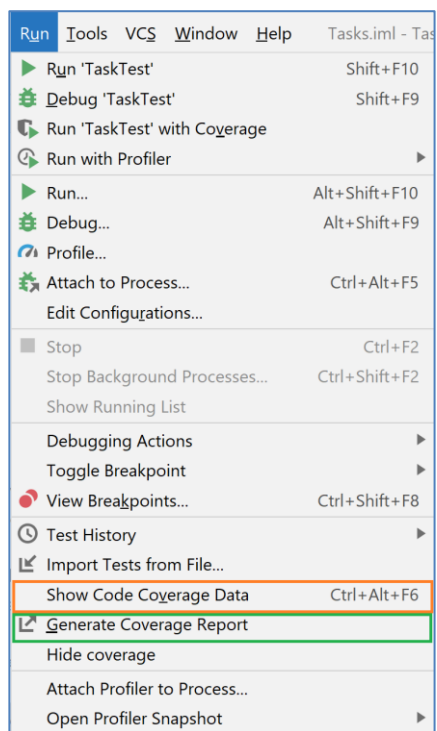 Run Tools VCS Window Help Tasks.iml - Tas
Run 'TaskTest' Shift+F10
Debug 'TaskTest' Shift+F9
Run 'TaskTest' with Coverage
Run with Profiler
Run... Alt+Shift+F10
Debug... Alt+Shift+F9
Profile...
Attach to Process... Ctrl+Alt+F5
Edit Configurations...
Stop Ctrl+F2
Stop Background Processes... Ctrl+Shift+F2
Show Running List
Debugging Actions
Toggle Breakpoint
View Breakpoints... Ctrl+Shift+F8
Test History
Import Tests from File...
Show Code Coverage Data Ctrl+Alt+F6
Generate Coverage Report
Hide coverage
Attach Profiler to Process...
Open Profiler Snapshot